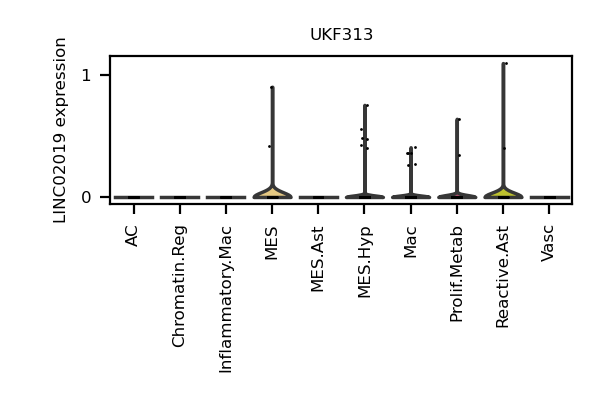 UKF313
LINC02019 expression
1
0
AC
Chromatin.Reg
Inflammatory.Mac
MES
MES.Ast
MES.Hyp
Mac
Prolif.Metab
Reactive.Ast
Vasc